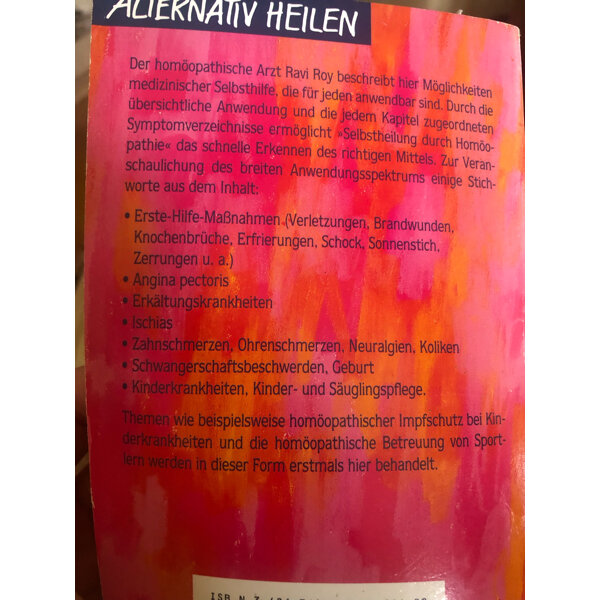 ALTERNATIV HEILEN
Der homöopathische Arzt Ravi Roy beschreibt hier Möglichkeiten
medizinischer Selbsthilfe, die für jeden anwendbar sind. Durch die
übersichtliche Anwendung und die jedem Kapitel zugeordneten
Symptomverzeichnisse ermöglicht »Selbstheilung durch Homöo-
pathie« das schnelle Erkennen des richtigen Mittels. Zur Veran-
schaulichung des breiten Anwendungsspektrums einige Stich-
worte aus dem Inhalt:
• Erste-Hilfe-Maßnahmen (Verletzungen, Brandwunden,
Knochenbrüche, Erfrierungen, Schock, Sonnenstich,
Zerrungen u. a.)
• Angina pectoris
• Erkältungskrankheiten
• Ischias
• Zahnschmerzen, Ohrenschmerzen, Neuralgien, Koliken
• Schwangerschaftsbeschwerden, Geburt
• Kinderkrankheiten, Kinder- und Säuglingspflege.
Themen wie beispielsweise homöopathischer Impfschutz bei Kin-
derkrankheiten und die homöopathische Betreuung von Sport-
lern werden in dieser Form erstmals hier behandelt.
ISB N 3